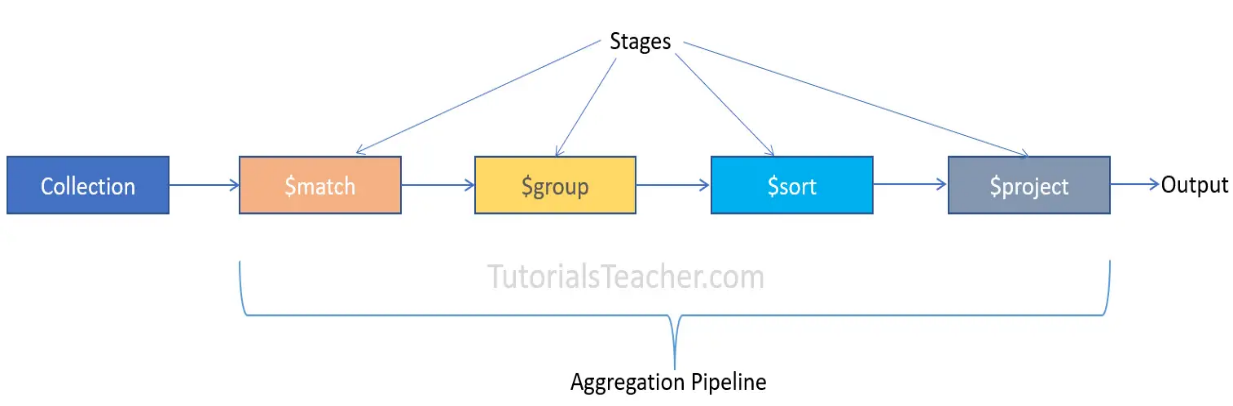 Stages
Collection
$match
$group
$sort
$project
Output
TutorialsTeacher.com
Aggregation Pipeline